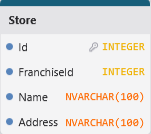 Store
Id INTEGER
FranchiseId INTEGER
Name NVARCHAR(100)
Address NVARCHAR(100)